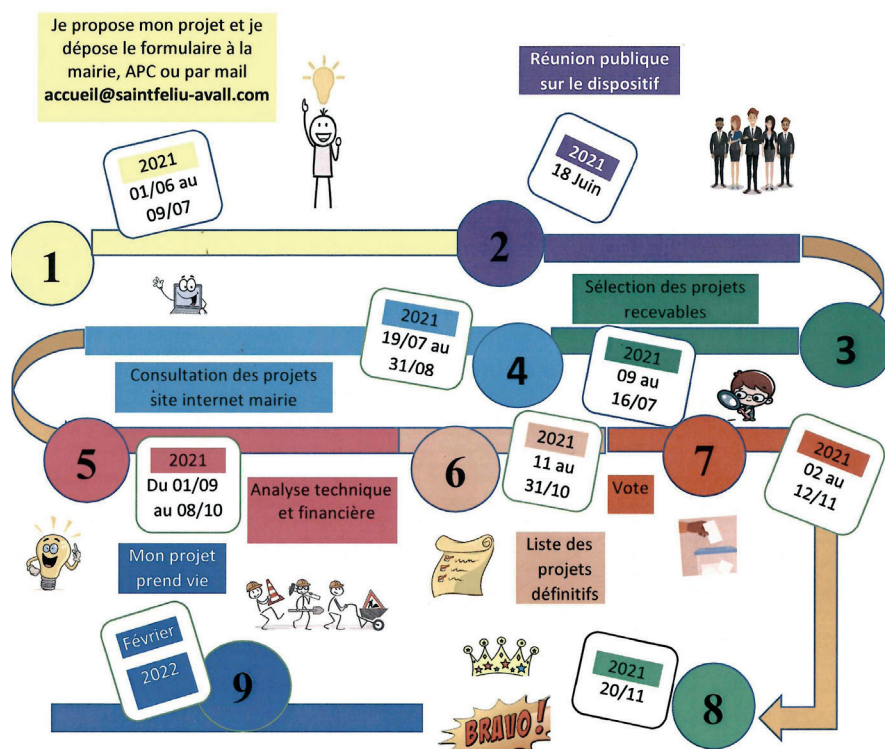 Je propose mon projet et je
dépose le formulaire à la
mairie, APC ou par mail
accueil@saintfeliu-avall.com
2021
01/06 au
09/07
1
Réunion publique
sur le dispositif
2021
18 Juin
2
Sélection des projets
recevables
2021
09 au
16/07
3
2021
19/07 au
31/08
4
Consultation des projets
site internet mairie
5
2021
Du 01/09
au 08/10
Analyse technique
et financière
6
2021
11 au
31/10
Liste des
projets
définitifs
Vote
7
2021
02 au
12/11
2021
20/11
8
BRAVO!
Mon projet
prend vie
Février
2022
9